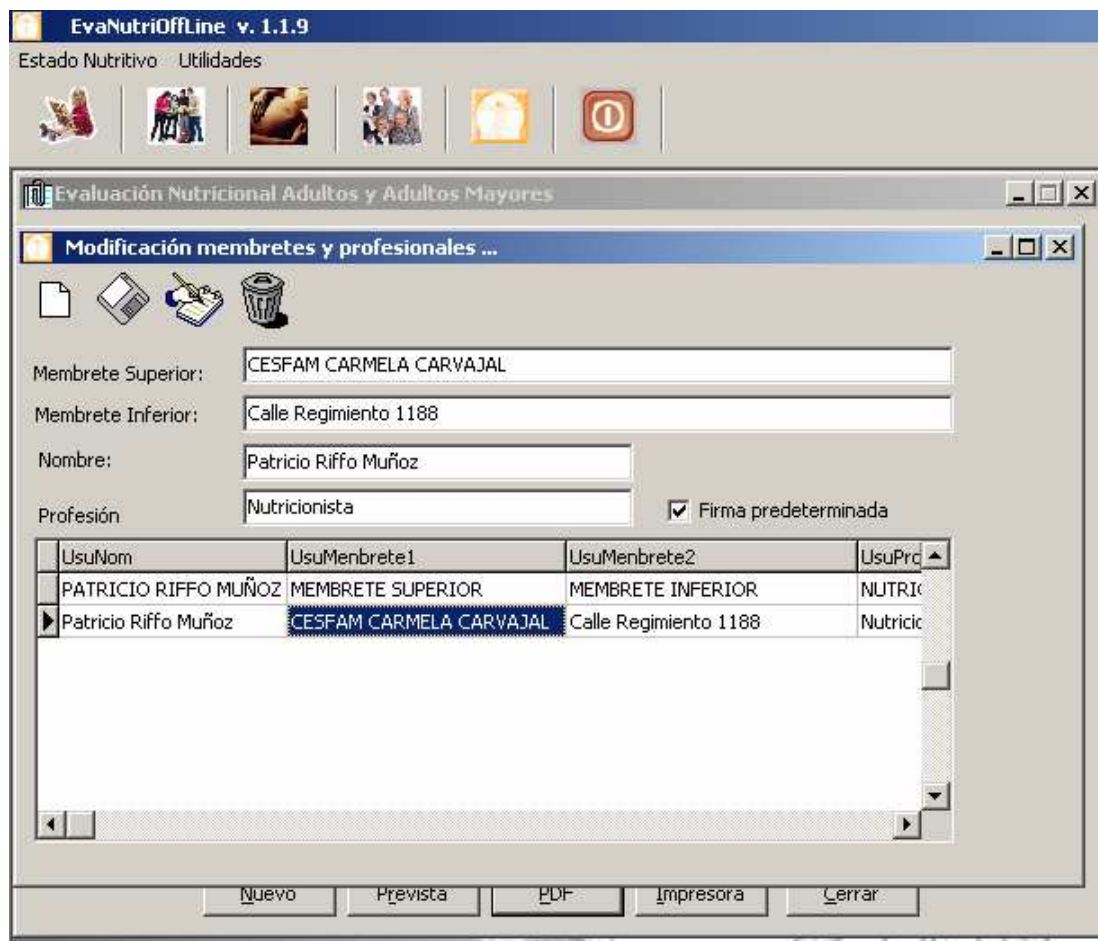 EvaNutriOffLine v. 1.1.9
Estado Nutritivo Utilidades
Evaluación Nutricional Adultos y Adultos Mayores
Modificación membretes y profesionales ...
Membrete Superior: CESFAM CARMELA CARVAJAL
Membrete Inferior: Calle Regimiento 1188
Nombre: Patricio Riffo Muñoz
Profesión Nutricionista Firma predeterminada
UsuNom UsuMenbrete1 UsuMenbrete2 UsuPro
PATRICIO RIFFO MUÑOZ MEMBRETE SUPERIOR MEMBRETE INFERIOR NUTRIC
Patricio Riffo Muñoz CESFAM CARMELA CARVAJAL Calle Regimiento 1188 Nutricic
Nuevo Prevista PDF Impresora Cerrar